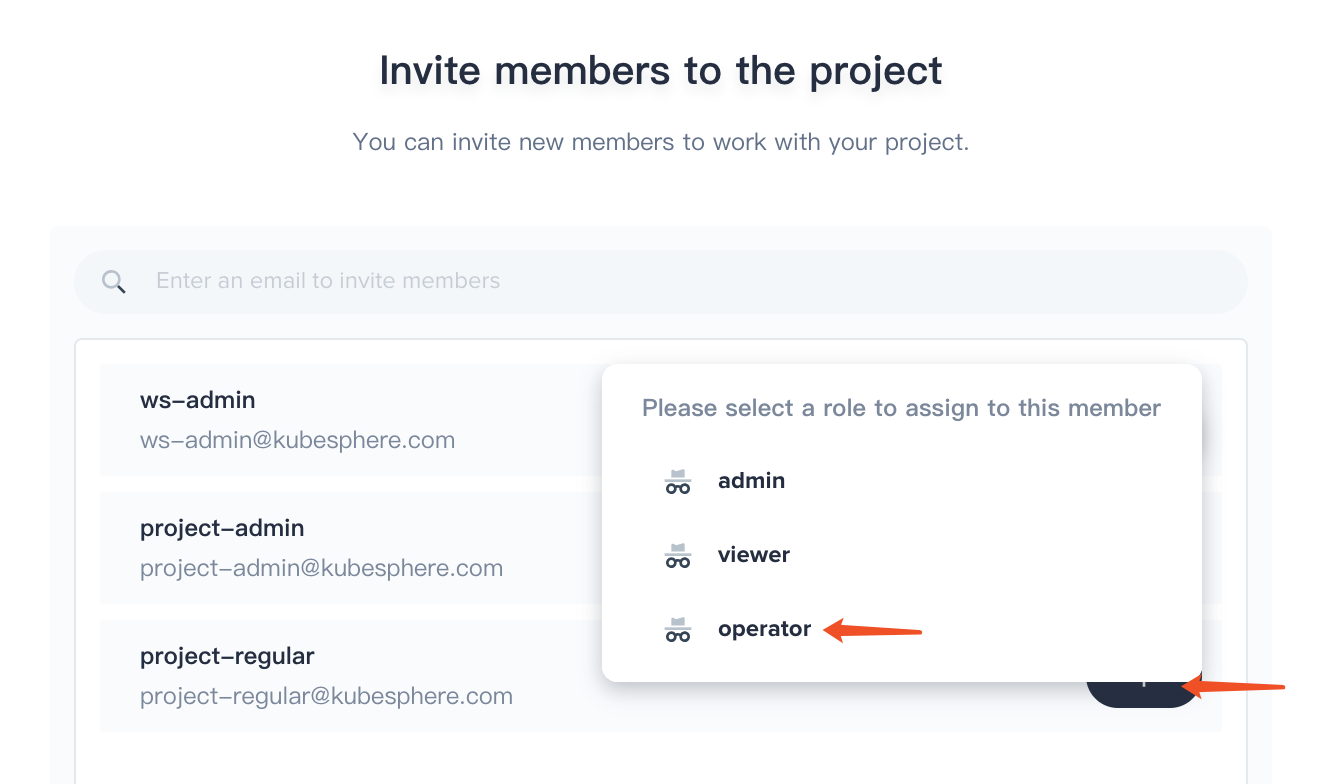 Invite members to the project
You can invite new members to work with your project.
Enter an email to invite members
ws-admin
ws-admin@kubesphere.com
Please select a role to assign to this member
admin
viewer
operator
project-admin
project-admin@kubesphere.com
project-regular
project-regular@kubesphere.com